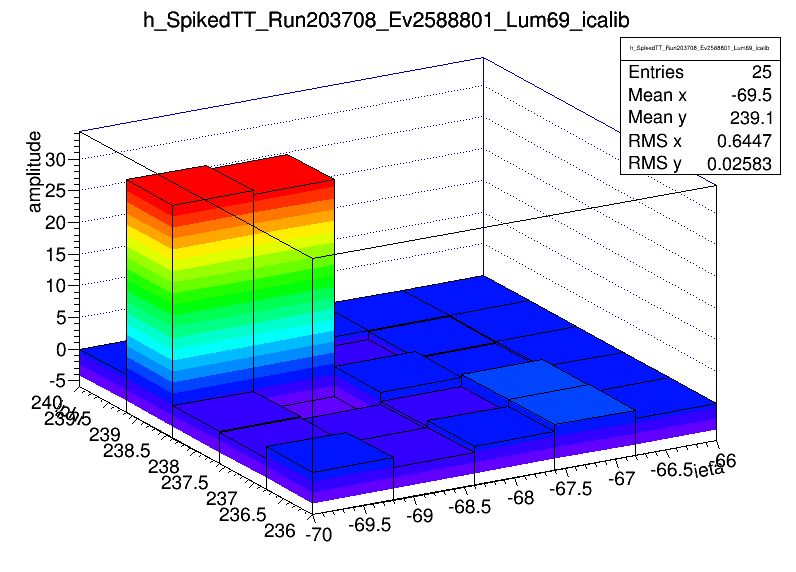 h_SpikedTT_Run203708_Ev2588801_Lum69_icalib
h_SpikedTT_Run203708_Ev2588801_Lum69_icalib
Entries 25
Mean x -69.5
Mean y 239.1
RMS x 0.6447
RMS y 0.02583
amplitude
30
25
20
15
10
5
0
-5
240
239.5
239
238.5
238
237.5
237
236.5
236
-70
-69.5
-69
-68.5
-68
-67.5
-67
-66.5
-66
ieta